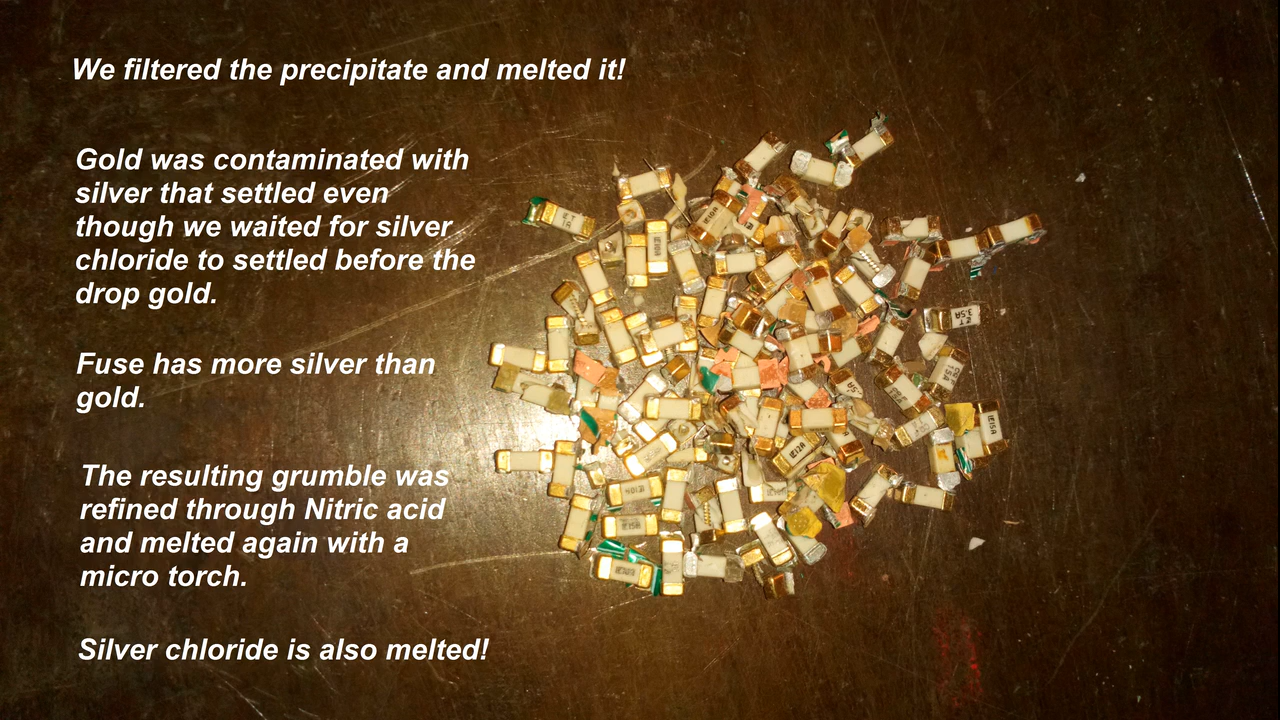 We filtered the precipitate and melted it!
Gold was contaminated with
silver that settled even
though we waited for silver
chloride to settled before the
drop gold.
Fuse has more silver than
gold.
The resulting grumble was
refined through Nitric acid
and melted again with a
micro torch.
Silver chloride is also melted!
3.5A